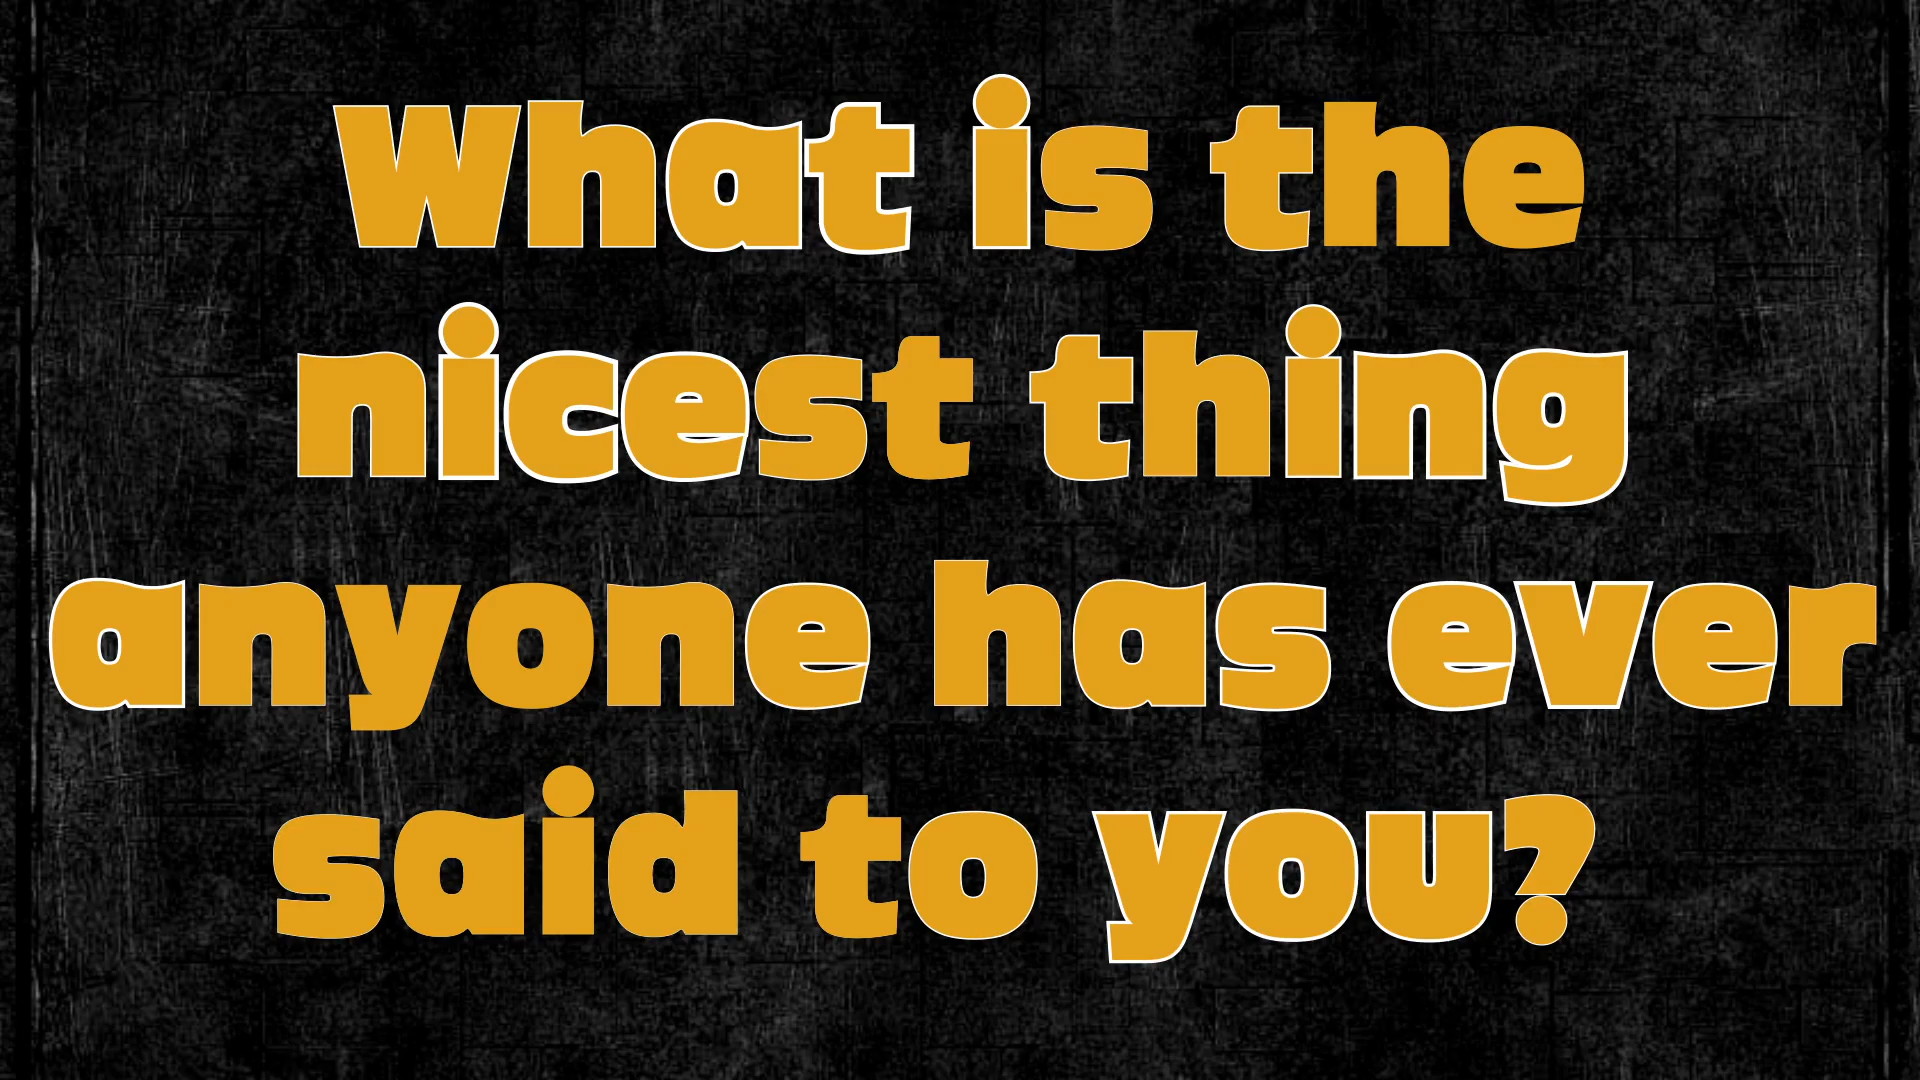 What is the
nicest thing
anyone has ever
said to you?